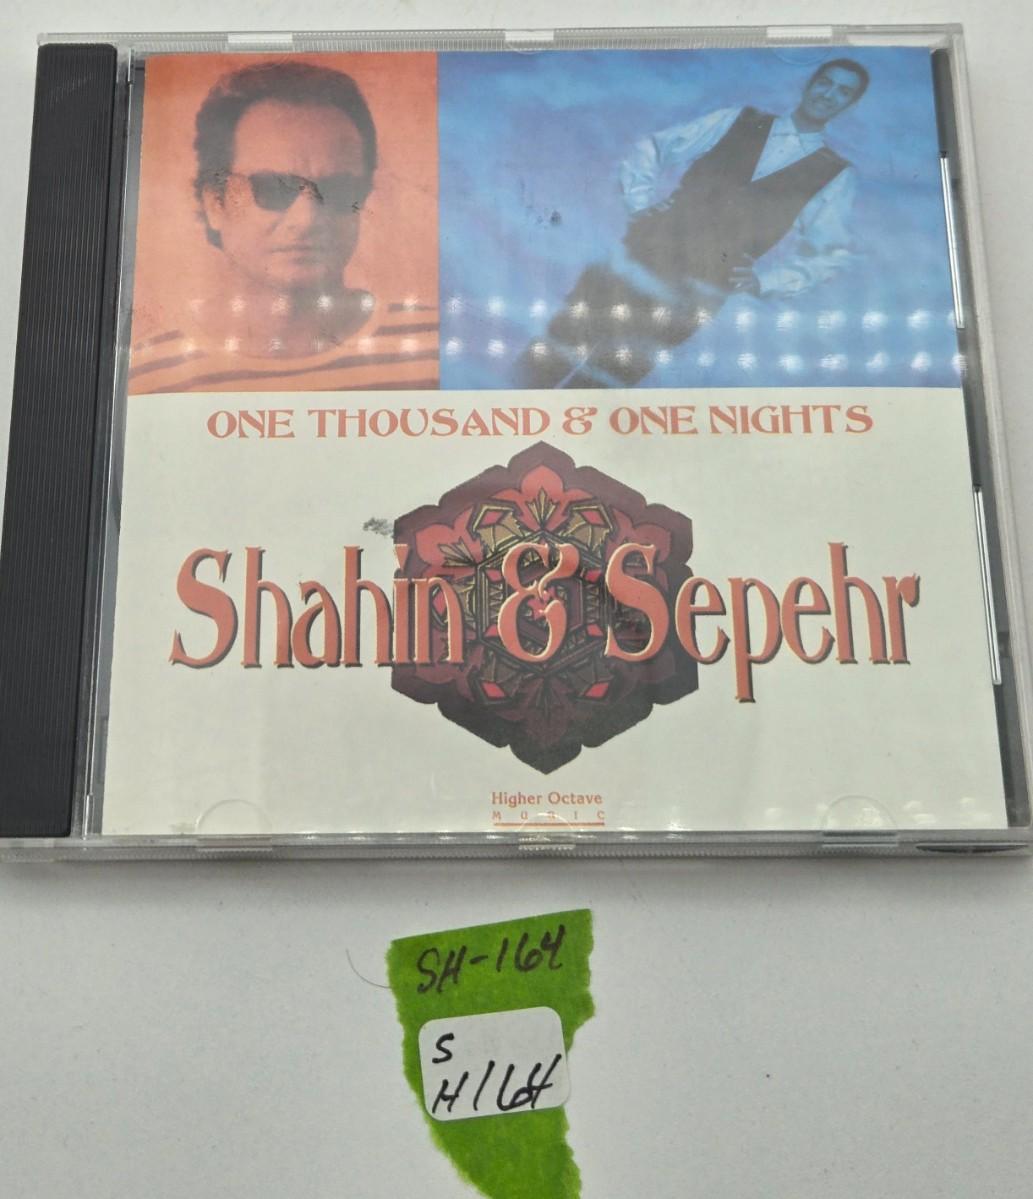 ONE THOUSAND & ONE NIGHTS
Shahin & Sepehr
Higher Octave
MUSIC
SH-164
S
H164